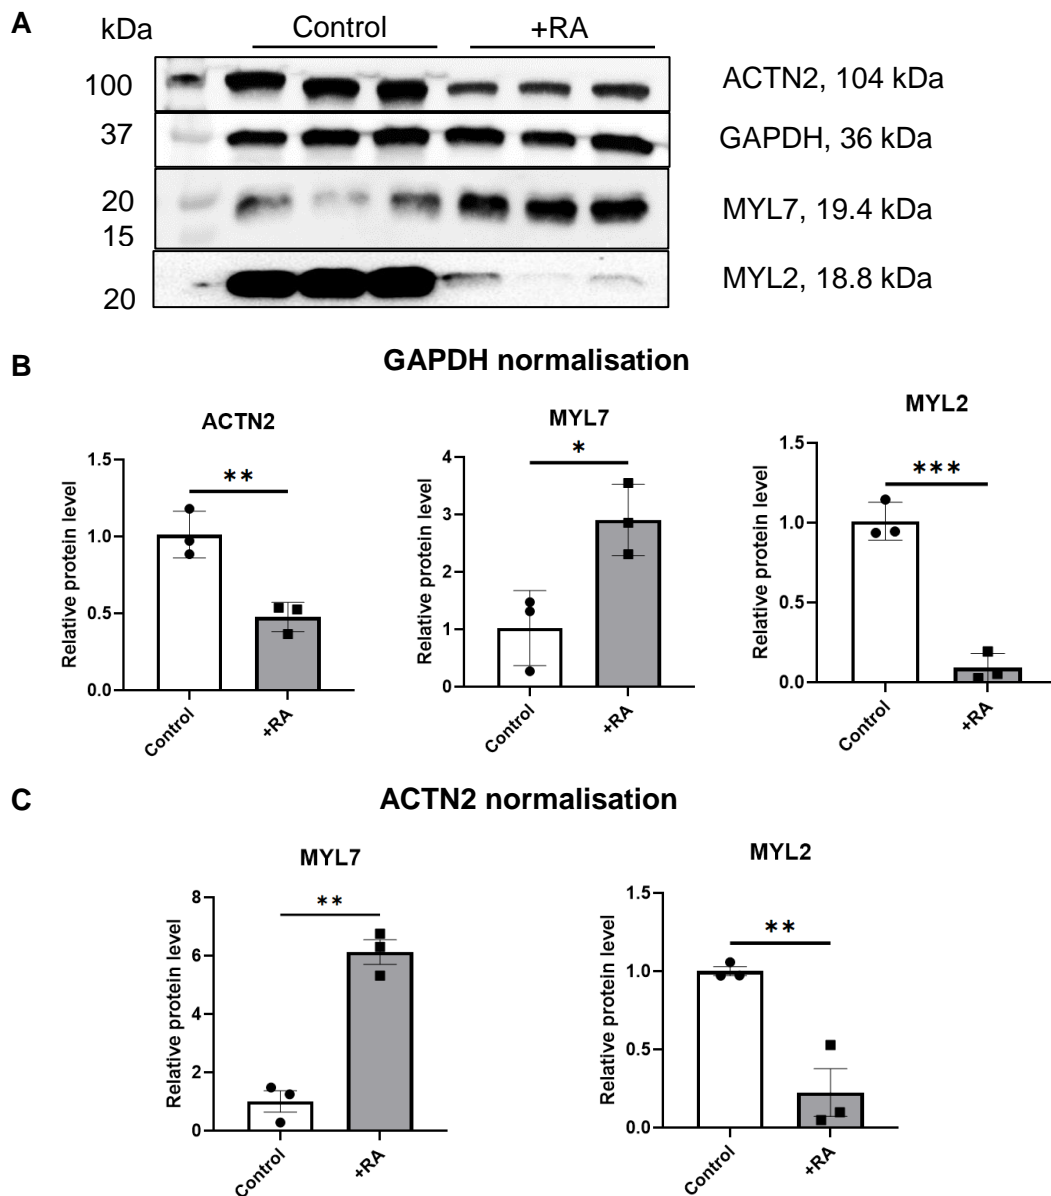 A
kDa
Control
+RA
100
ACTN2, 104 kDa
37
GAPDH, 36 kDa
20
15
MYL7, 19.4 kDa
20
MYL2, 18.8 kDa
B
GAPDH normalisation
ACTN2
Relative protein level
1.5
1.0
0.5
0.0
**
Control
+RA
MYL7
Relative protein level
4
3
2
1
0
*
Control
+RA
MYL2
Relative protein level
1.5
1.0
0.5
0.0
***
Control
+RA
C
ACTN2 normalisation
MYL7
Relative protein level
8
6
4
2
0
**
Control
+RA
MYL2
Relative protein level
1.5
1.0
0.5
0.0
**
Control
+RA